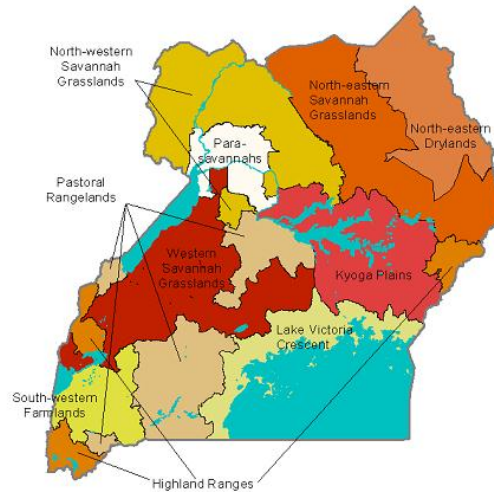 North-western
Savannah
Grasslands
North-eastern
Savannah
Grasslands
North-eastern
Drylands
Para-
savannahs
Pastoral
Rangelands
Western
Savannah
Grasslands
Kyoga Plains
Lake Victoria
Crescent
South-western
Farmlands
Highland Ranges